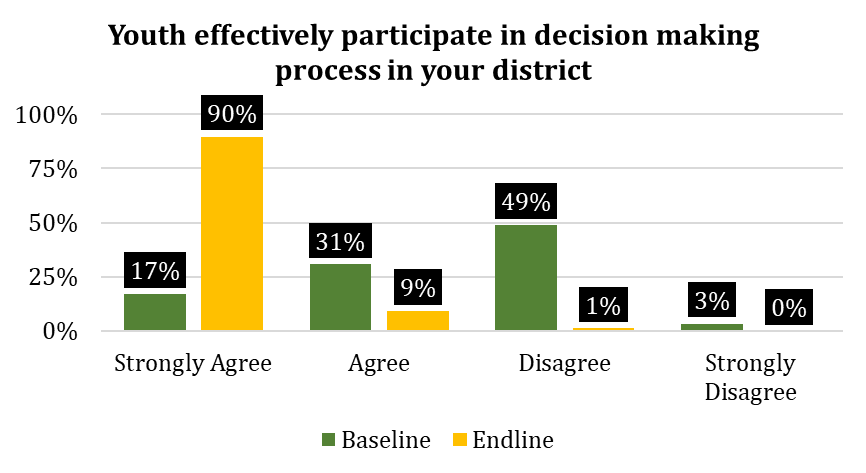 Youth effectively participate in decision making
process in your district
100%
75%
50%
25%
0%
17%
90%
31%
9%
49%
1%
3%
0%
Strongly Agree
Agree
Disagree
Strongly
Disagree
Baseline
Endline